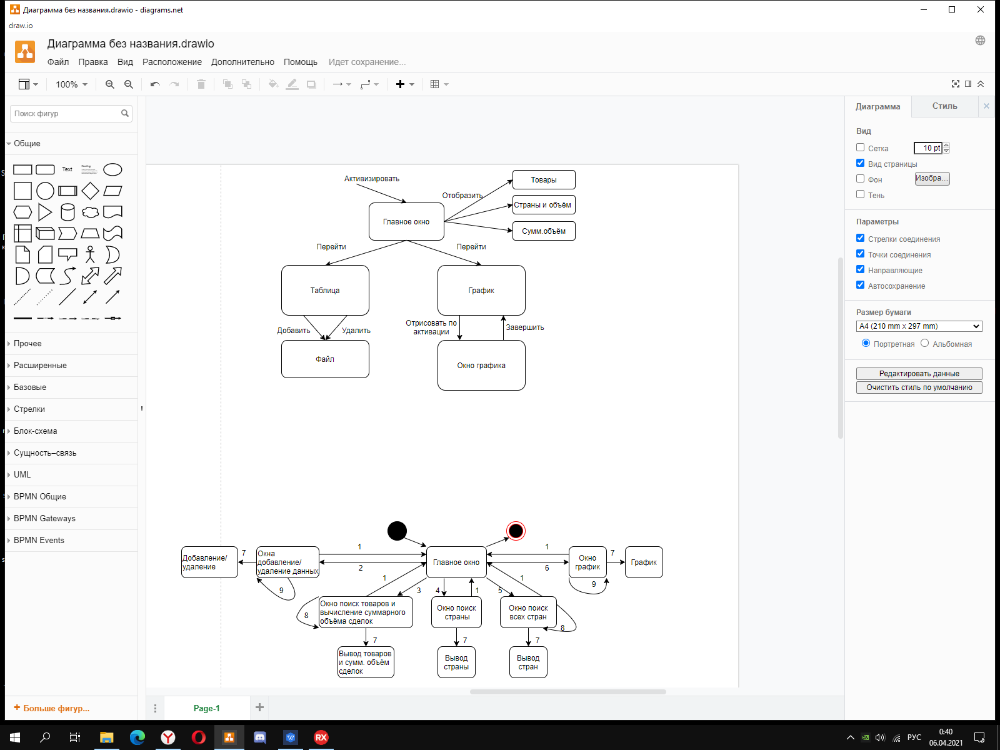 Диаграмма без названия.drawio - diagrams.net
draw.io
Диаграмма без названия.drawio
Файл Правка Вид Расположение Дополнительно Помощь Идет сохранение...
100%
Поиск фигур
Общие
Text
Heading
Прочее
Расширенные
Базовые
Стрелки
Блок-схема
Сущность–связь
UML
BPMN Общие
BPMN Gateways
BPMN Events
Больше фигур...
Активизировать
Товары
Отобразить
Страны и объём
Главное окно
Сумм.объём
Перейти
Перейти
Таблица
График
Добавить
Удалить
Отрисовать по
активации
Завершить
Файл
Окно графика
Добавление/
удаление
7
Окна
добавление/
удаление данных
1
2
Главное окно
1
6
Окно
график
7
График
9
1
3
4
1
5
1
9
Окно поиск товаров и
вычисление суммарного
объёма сделок
8
Окно поиск
страны
Окно поиск
всех стран
8
7
7
7
Вывод товаров
и сумм. объём
сделок
Вывод
страны
Вывод
стран
Page-1
Диаграмма
Стиль
Вид
Сетка
10 pt
Вид страницы
Фон
Изобра...
Тень
Параметры
Стрелки соединения
Точки соединения
Направляющие
Автосохранение
Размер бумаги
A4 (210 mm x 297 mm)
Портретная
Альбомная
Редактировать данные
Очистить стиль по умолчанию
РУС
0:40
06.04.2021
RX